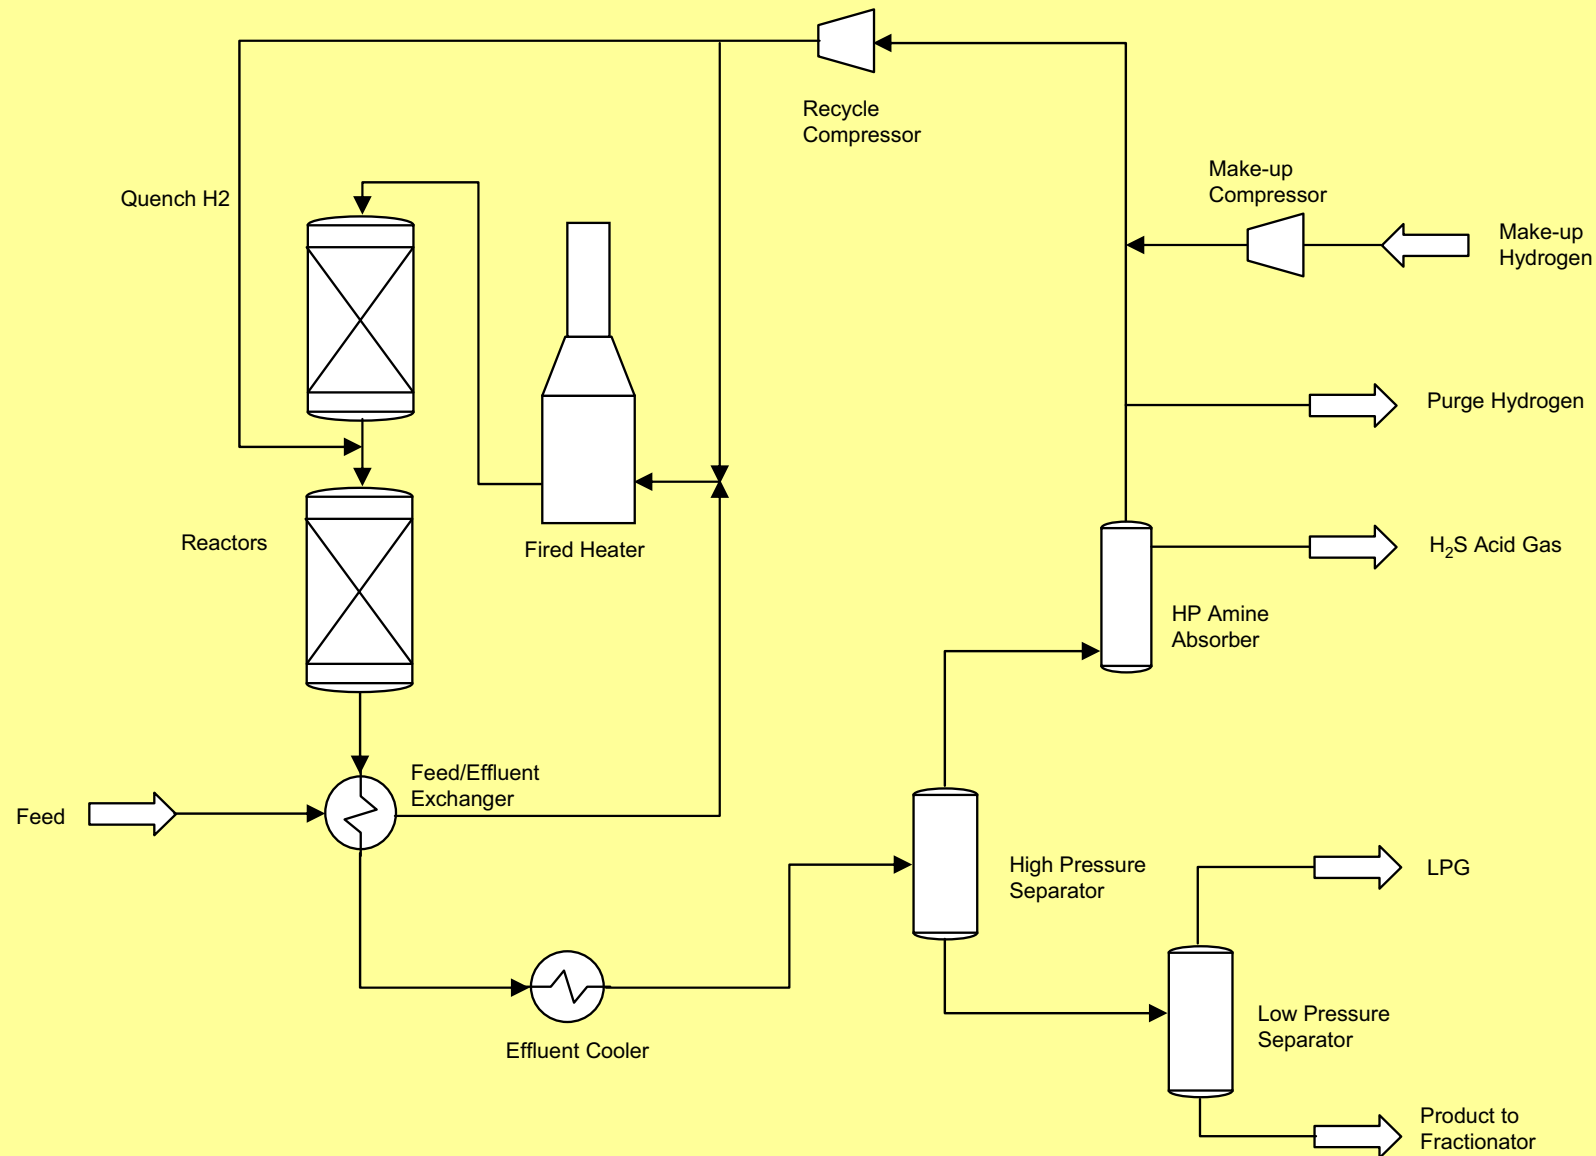 Recycle
Compressor
Make-up
Compressor
Quench H2
Make-up
Hydrogen
Purge Hydrogen
Reactors
Fired Heater
H₂S Acid Gas
HP Amine
Absorber
Feed/Effluent
Exchanger
Feed
High Pressure
Separator
LPG
Low Pressure
Separator
Effluent Cooler
Product to
Fractionator